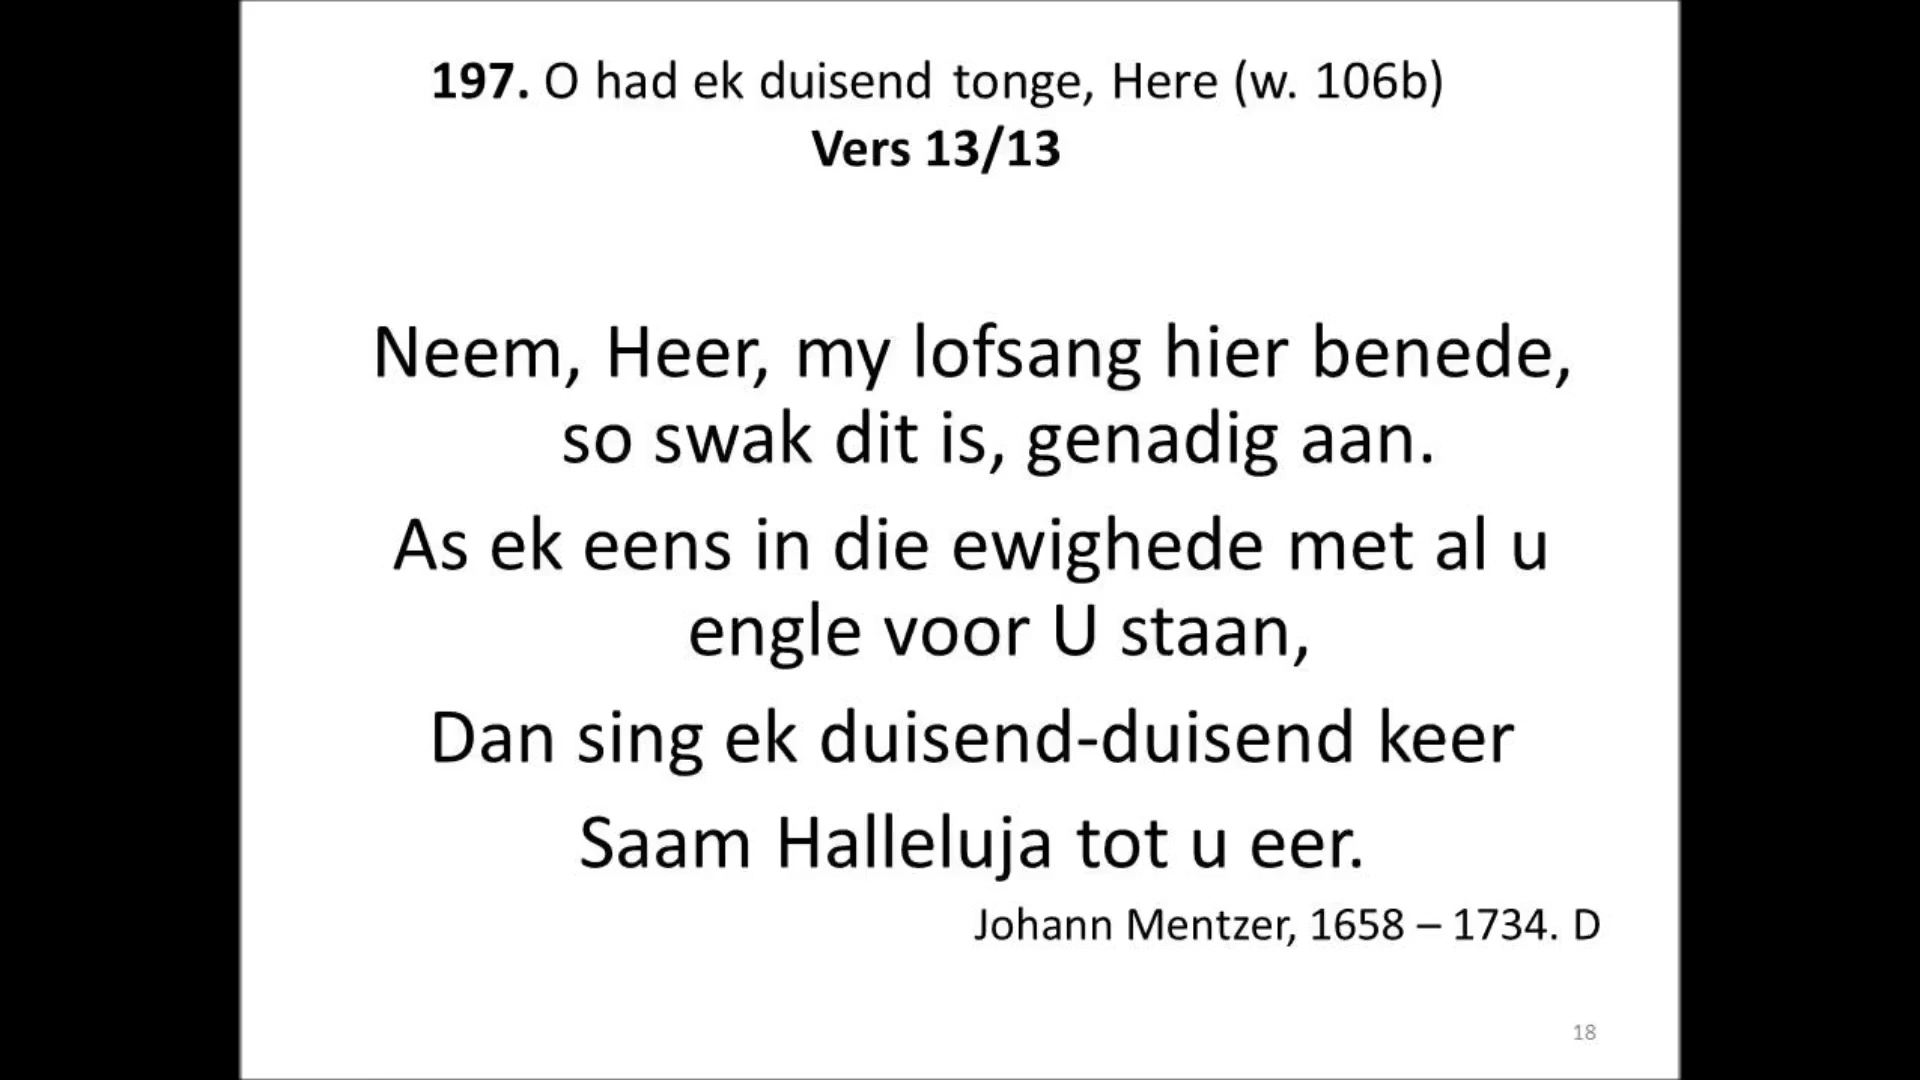 197. O had ek duisend tonge, Here (w. 106b)
Vers 13/13
Neem, Heer, my lofsang hier benede,
so swak dit is, genadig aan.
As ek eens in die ewighede met al u
engle voor U staan,
Dan sing ek duisend-duisend keer
Saam Halleluja tot u eer.
Johann Mentzer, 1658 – 1734. D
18